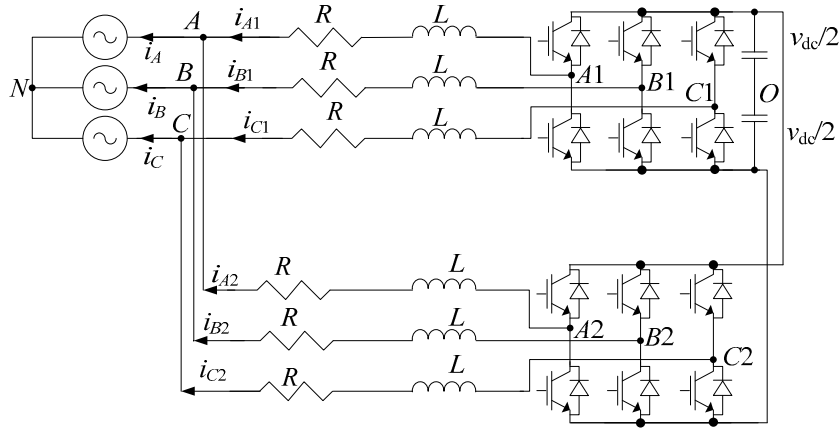 A i_A1 R L v_dc/2
i_A R L A1 B1 C1 O
N B i_B1
i_B R L
C i_C1 v_dc/2
i_C
i_A2 R L
i_B2 R L A2 B2
C2
i_C2 R L